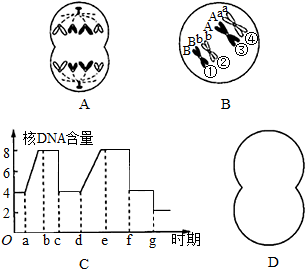 A
A a a
A
B b b
B
① ② ③ ④
B
核DNA含量
8
6
4
2
O a b c d e f g 时期
C
D